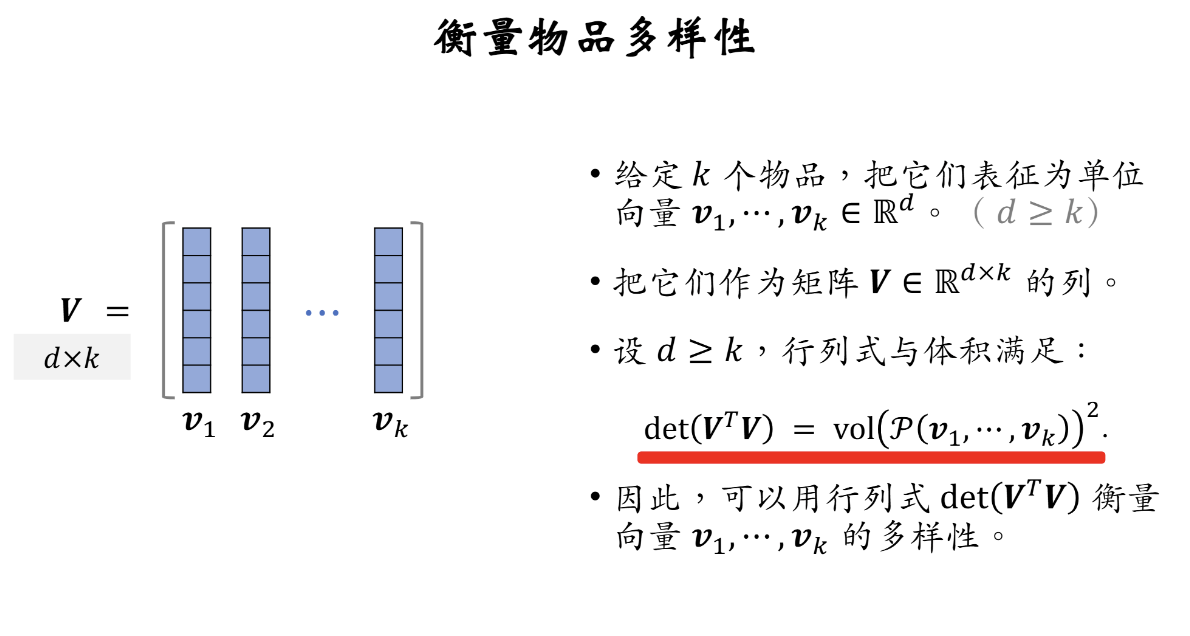 衡量物品多样性
• 给定 k 个物品，把它们表征为单位
向量 v₁,⋯,vₖ ∈ ℝᵈ。（ d ≥ k）
• 把它们作为矩阵 V ∈ ℝᵈˣᵏ 的列。
• 设 d ≥ k，行列式与体积满足：
det(VᵀV) = vol(𝒫(v₁,⋯,vₖ))².
• 因此，可以用行列式 det(VᵀV) 衡量
向量 v₁,⋯,vₖ 的多样性。
V =
d×k
⋯
v₁ v₂ vₖ